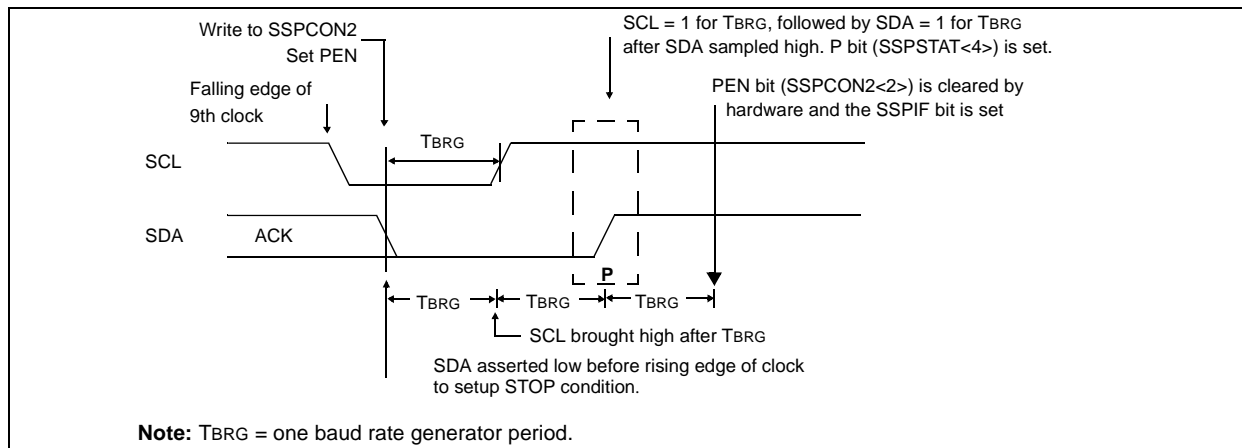 Write to SSPCON2
Set PEN
SCL = 1 for TBRG, followed by SDA = 1 for TBRG
after SDA sampled high. P bit (SSPSTAT<4>) is set.
Falling edge of
9th clock
PEN bit (SSPCON2<2>) is cleared by
hardware and the SSPIF bit is set
TBRG
SCL
SDA
ACK
P
TBRG
TBRG
TBRG
SCL brought high after TBRG
SDA asserted low before rising edge of clock
to setup STOP condition.
Note: TBRG = one baud rate generator period.